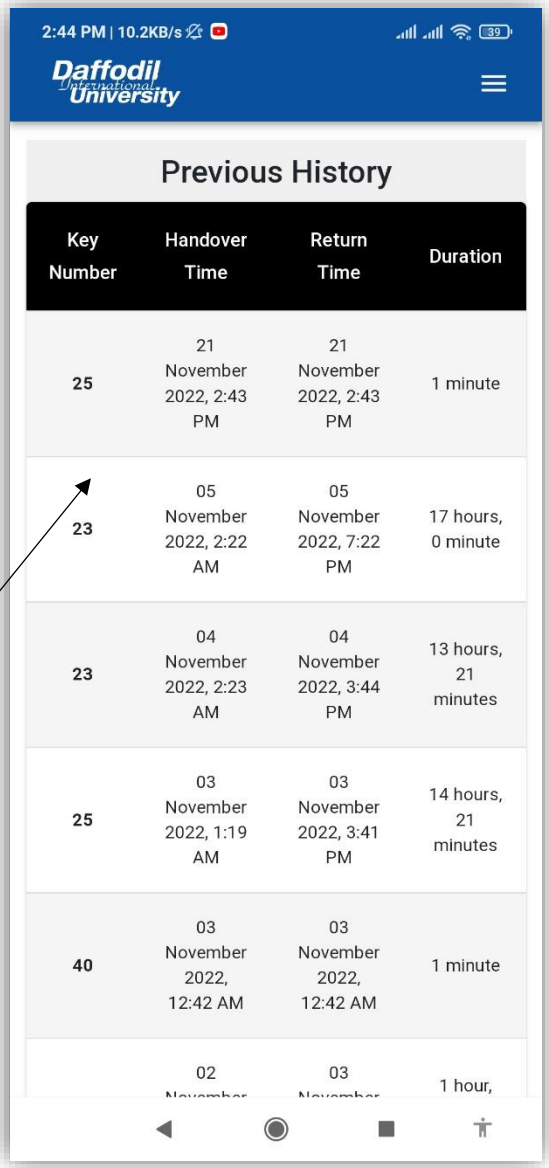 2:44 PM | 10.2KB/s
39
Daffodil
International
University
Previous History
Key Number
Handover Time
Return Time
Duration
25
21 November 2022, 2:43 PM
21 November 2022, 2:43 PM
1 minute
23
05 November 2022, 2:22 AM
05 November 2022, 7:22 PM
17 hours, 0 minute
23
04 November 2022, 2:23 AM
04 November 2022, 3:44 PM
13 hours, 21 minutes
25
03 November 2022, 1:19 AM
03 November 2022, 3:41 PM
14 hours, 21 minutes
40
03 November 2022, 12:42 AM
03 November 2022, 12:42 AM
1 minute
02 November
03 November
1 hour,